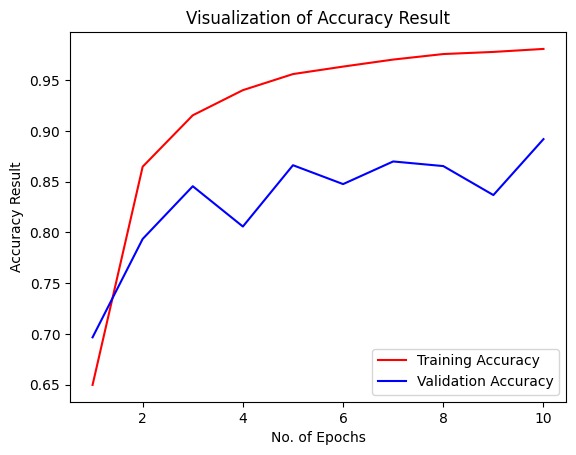 Visualization of Accuracy Result
Accuracy Result
0.95
0.90
0.85
0.80
0.75
0.70
0.65
Training Accuracy
Validation Accuracy
2 4 6 8 10
No. of Epochs